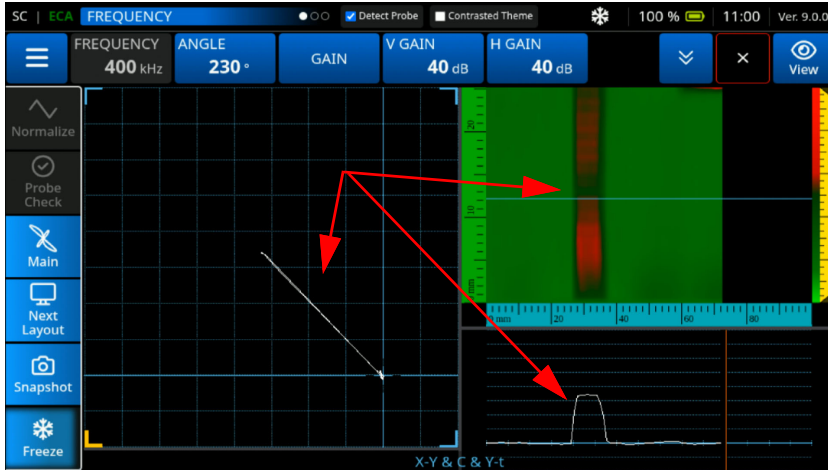 SC | ECA FREQUENCY Detect Probe Contrasted Theme 100 % 11:00 Ver. 9.0.0
FREQUENCY
400 kHz
ANGLE
230 °
GAIN
V GAIN
40 dB
H GAIN
40 dB
View
Normalize
Probe
Check
Main
Next
Layout
Snapshot
Freeze
20
10
mm
0 mm 20 40 60 80
X-Y & C & Y-t